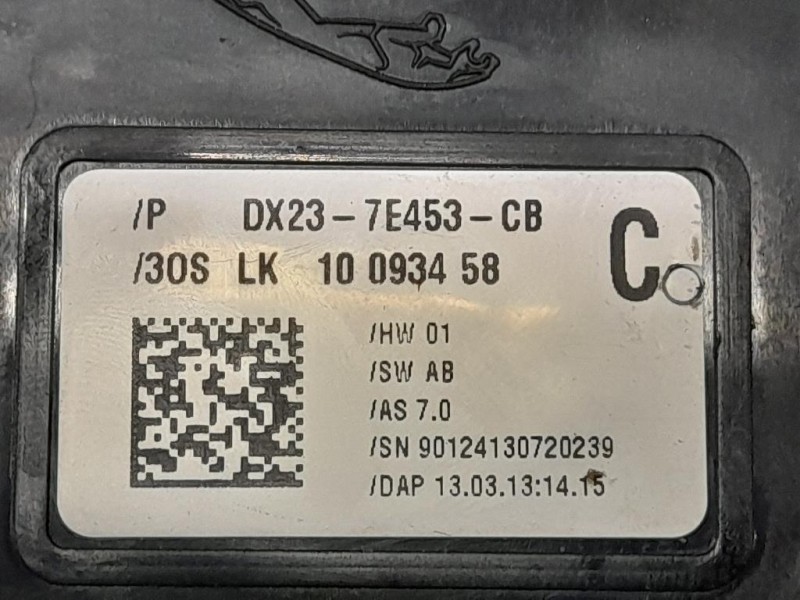 /P DX23-7E453-CB
C
/30S LK 10 0934 58
/HW 01
/SW AB
/AS 7.0
/SN 90124130720239
/DAP 13.03.13:14.15